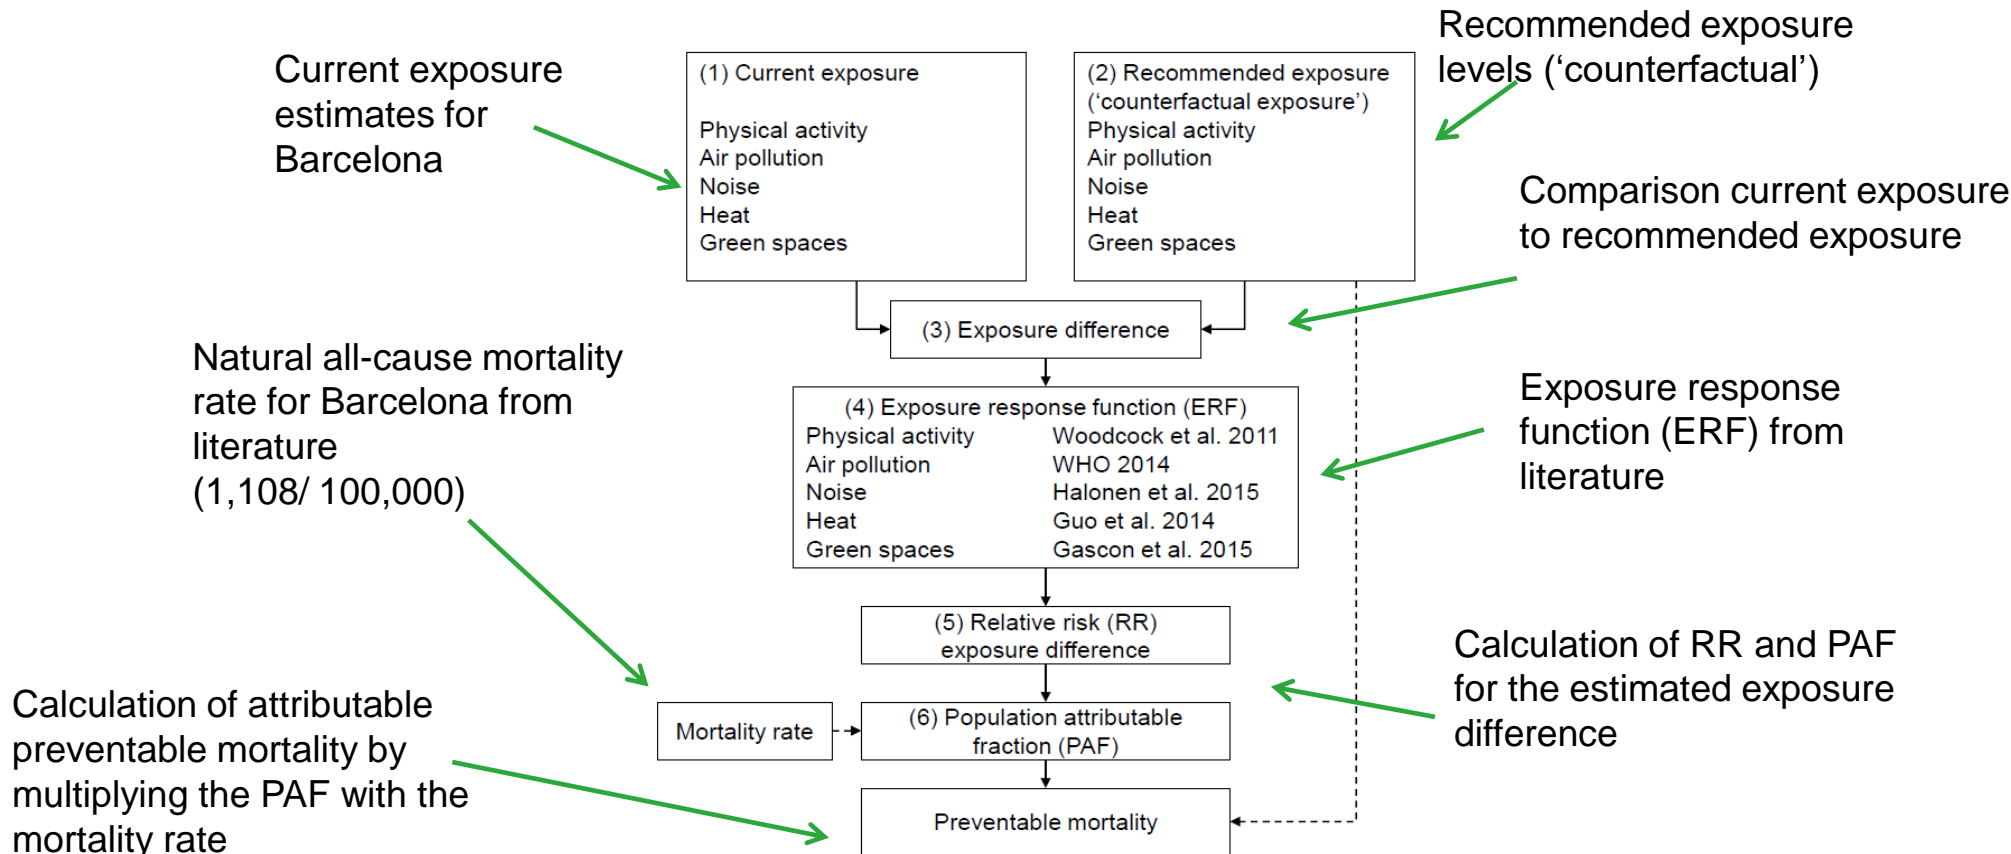 Current exposure
estimates for
Barcelona
(1) Current exposure
Physical activity
Air pollution
Noise
Heat
Green spaces
(2) Recommended exposure
(‘counterfactual exposure’)
Physical activity
Air pollution
Noise
Heat
Green spaces
Recommended exposure
levels (‘counterfactual’)
Comparison current exposure
to recommended exposure
(3) Exposure difference
Natural all-cause mortality
rate for Barcelona from
literature
(1,108/ 100,000)
(4) Exposure response function (ERF)
Physical activity Woodcock et al. 2011
Air pollution WHO 2014
Noise Halonen et al. 2015
Heat Guo et al. 2014
Green spaces Gascon et al. 2015
Exposure response
function (ERF) from
literature
(5) Relative risk (RR)
exposure difference
Calculation of RR and PAF
for the estimated exposure
difference
Mortality rate
(6) Population attributable
fraction (PAF)
Calculation of attributable
preventable mortality by
multiplying the PAF with the
mortality rate
Preventable mortality